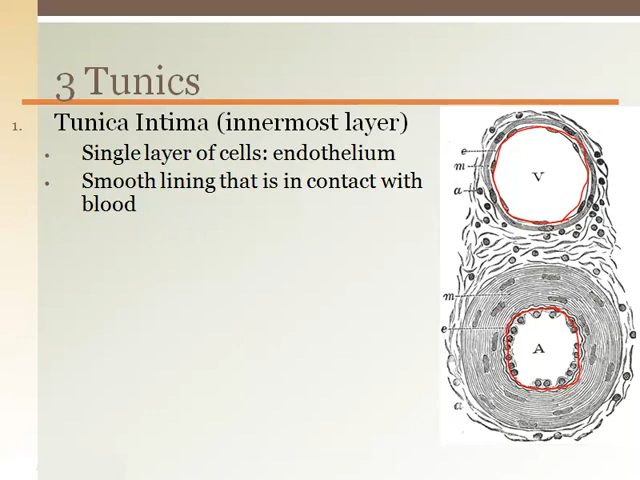 3 Tunics
1. Tunica Intima (innermost layer)
• Single layer of cells: endothelium
• Smooth lining that is in contact with
blood
e
m
a
V
m
e
A
a